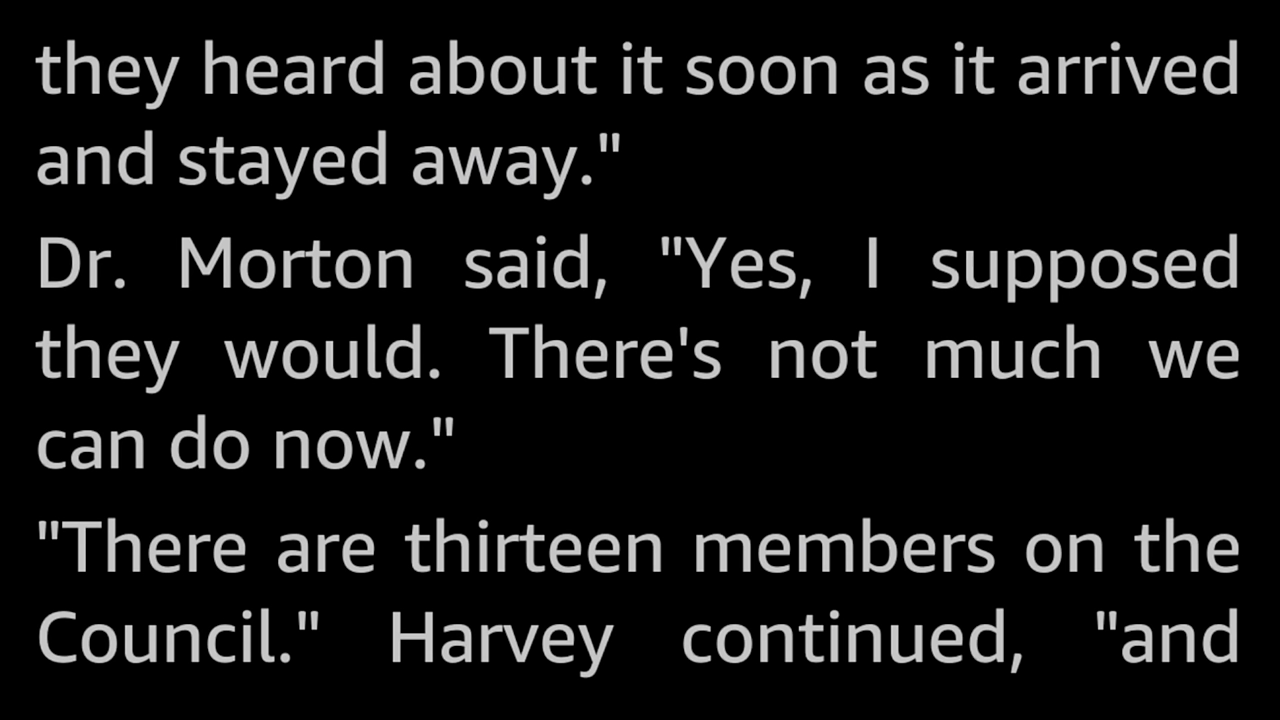 they heard about it soon as it arrived
and stayed away."
Dr. Morton said, "Yes, I supposed
they would. There's not much we
can do now."
"There are thirteen members on the
Council." Harvey continued, "and